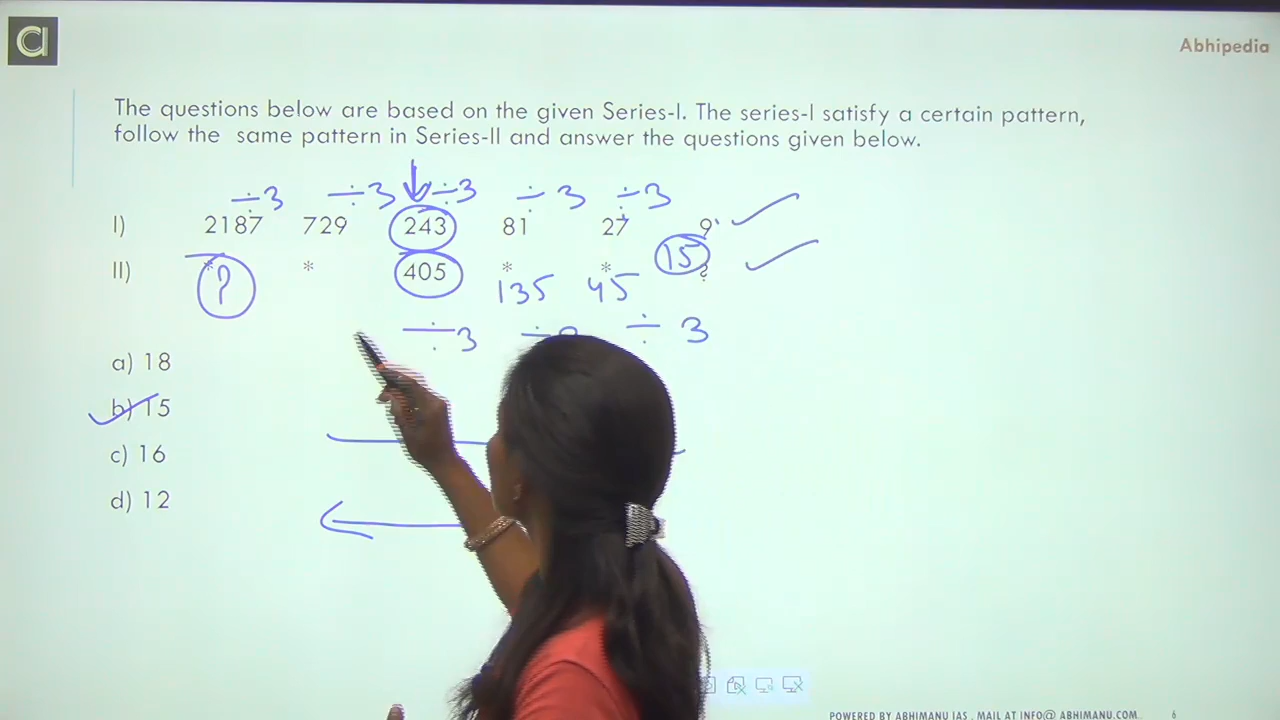 Abhipedia
The questions below are based on the given Series-I. The series-I satisfy a certain pattern,
follow the same pattern in Series-II and answer the questions given below.
÷3 ÷3 ÷3 ÷3 ÷3
I) 2187 729 243 81 27 9
II) * * 405 * * ?
? 135 45 15
÷3 ÷ ÷3
a) 18
b) 15
c) 16
d) 12
POWERED BY ABHIMANU IAS . MAIL AT INFO@ ABHIMANU.COM 6